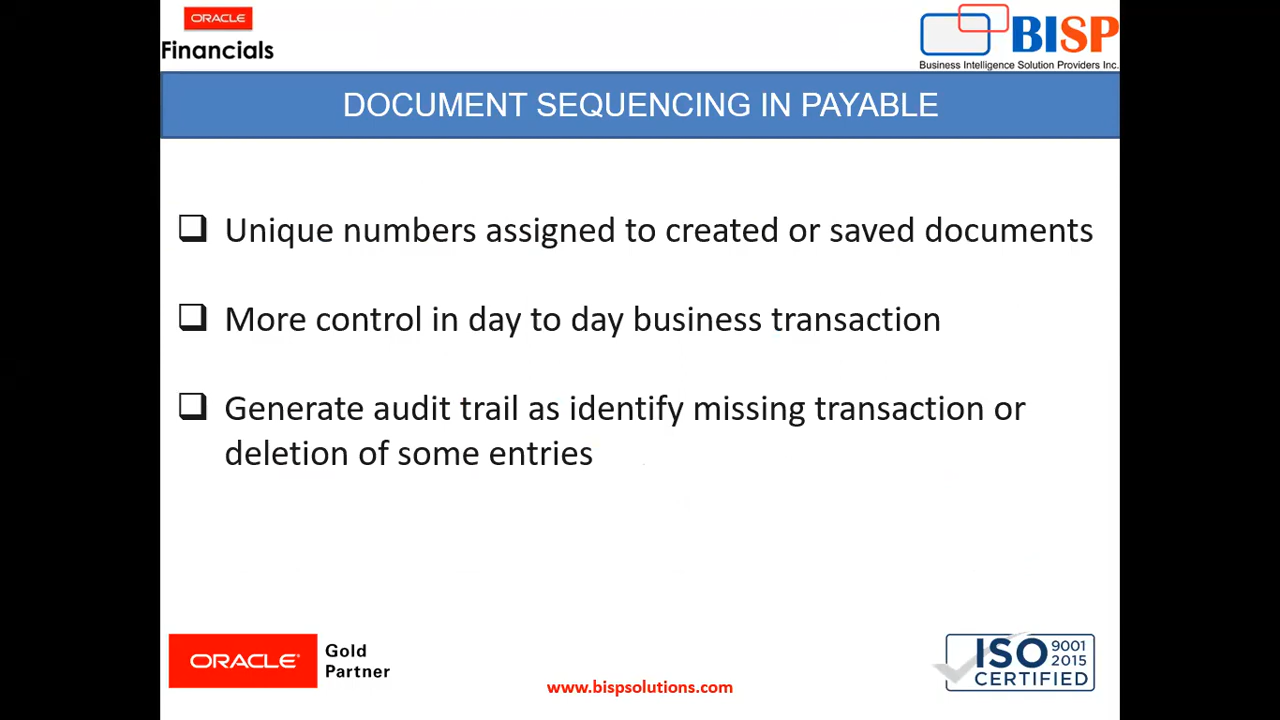 ORACLE
Financials
BISP
Business Intelligence Solution Providers Inc.
DOCUMENT SEQUENCING IN PAYABLE
Unique numbers assigned to created or saved documents
More control in day to day business transaction
Generate audit trail as identify missing transaction or
deletion of some entries
ORACLE®
Gold
Partner
www.bispsolutions.com
ISO 9001
2015
CERTIFIED